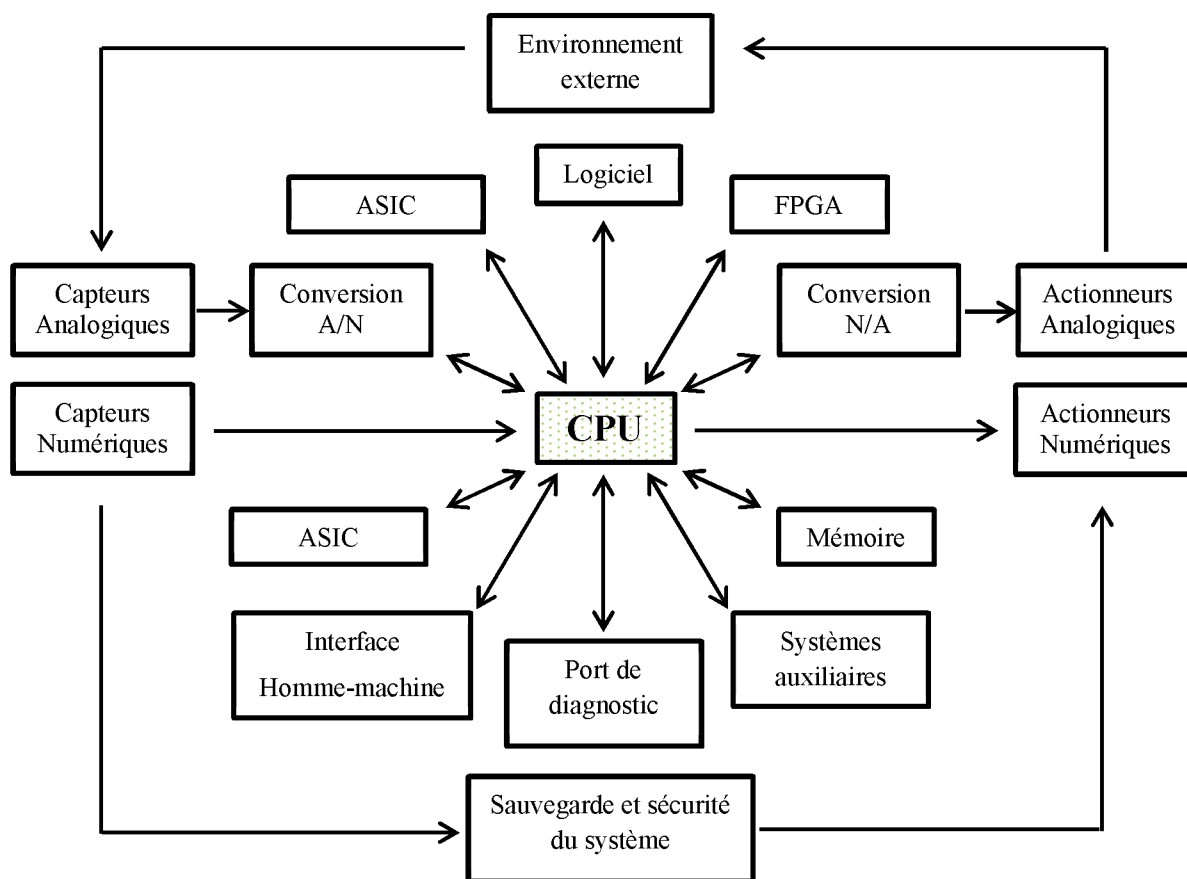 Environnement
externe
Logiciel
ASIC
FPGA
Capteurs
Analogiques
Conversion
A/N
Conversion
N/A
Actionneurs
Analogiques
Capteurs
Numériques
CPU
Actionneurs
Numériques
ASIC
Mémoire
Interface
Homme-machine
Port de
diagnostic
Systèmes
auxiliaires
Sauvegarde et sécurité
du système